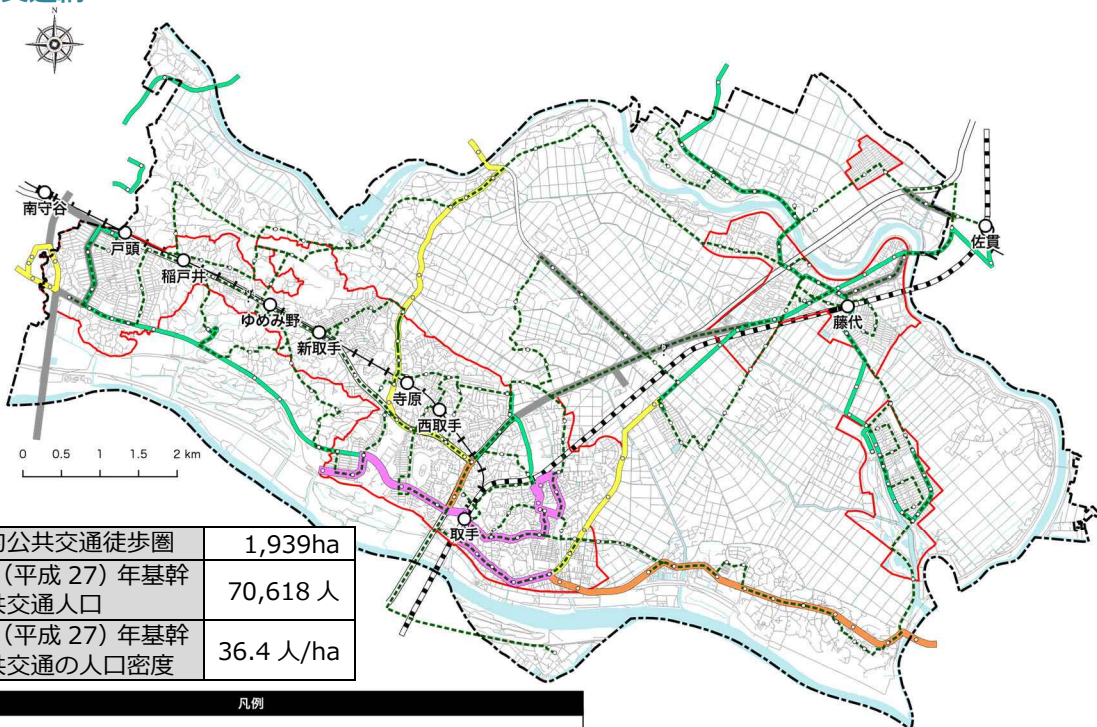 N
南守谷
戸頭
稲戸井
ゆめみ野
新取手
寺原
西取手
取手
佐貫
藤代
0 0.5 1 1.5 2 km
公共交通徒歩圏 1,939ha
(平成 27) 年基幹
共交通人口 70,618 人
(平成 27) 年基幹
共交通の人口密度 36.4 人/ha
凡例